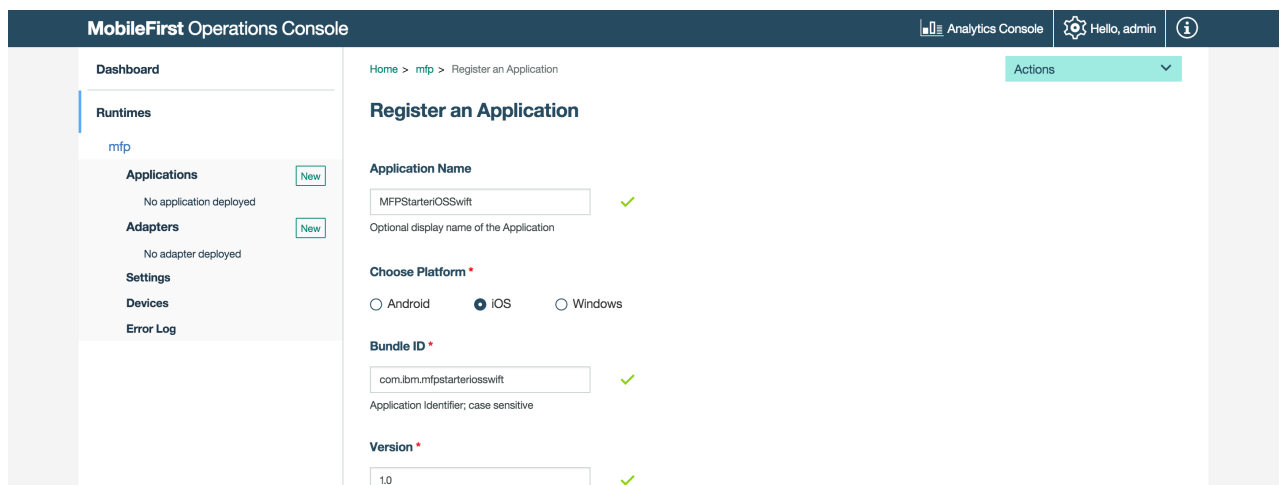 MobileFirst Operations Console
Analytics Console
Hello, admin
Dashboard
Runtimes
mfp
Applications
New
No application deployed
Adapters
New
No adapter deployed
Settings
Devices
Error Log
Home > mfp > Register an Application
Actions
Register an Application
Application Name
MFPStarteriOSSwift
Optional display name of the Application
Choose Platform *
Android
iOS
Windows
Bundle ID *
com.ibm.mfpstarteriosswift
Application Identifier; case sensitive
Version *
1.0